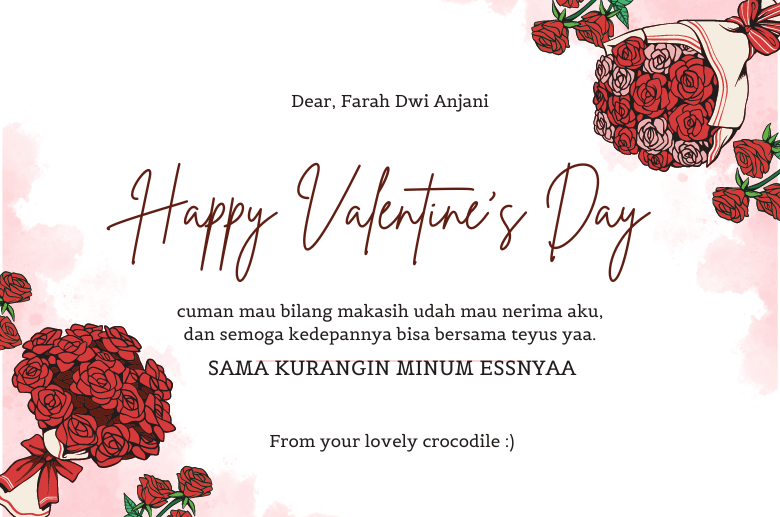 Dear, Farah Dwi Anjani
Happy Valentine's Day
cuman mau bilang makasih udah mau nerima aku,
dan semoga kedepannya bisa bersama teyus yaa.
SAMA KURANGIN MINUM ESSNYAA
From your lovely crocodile :)